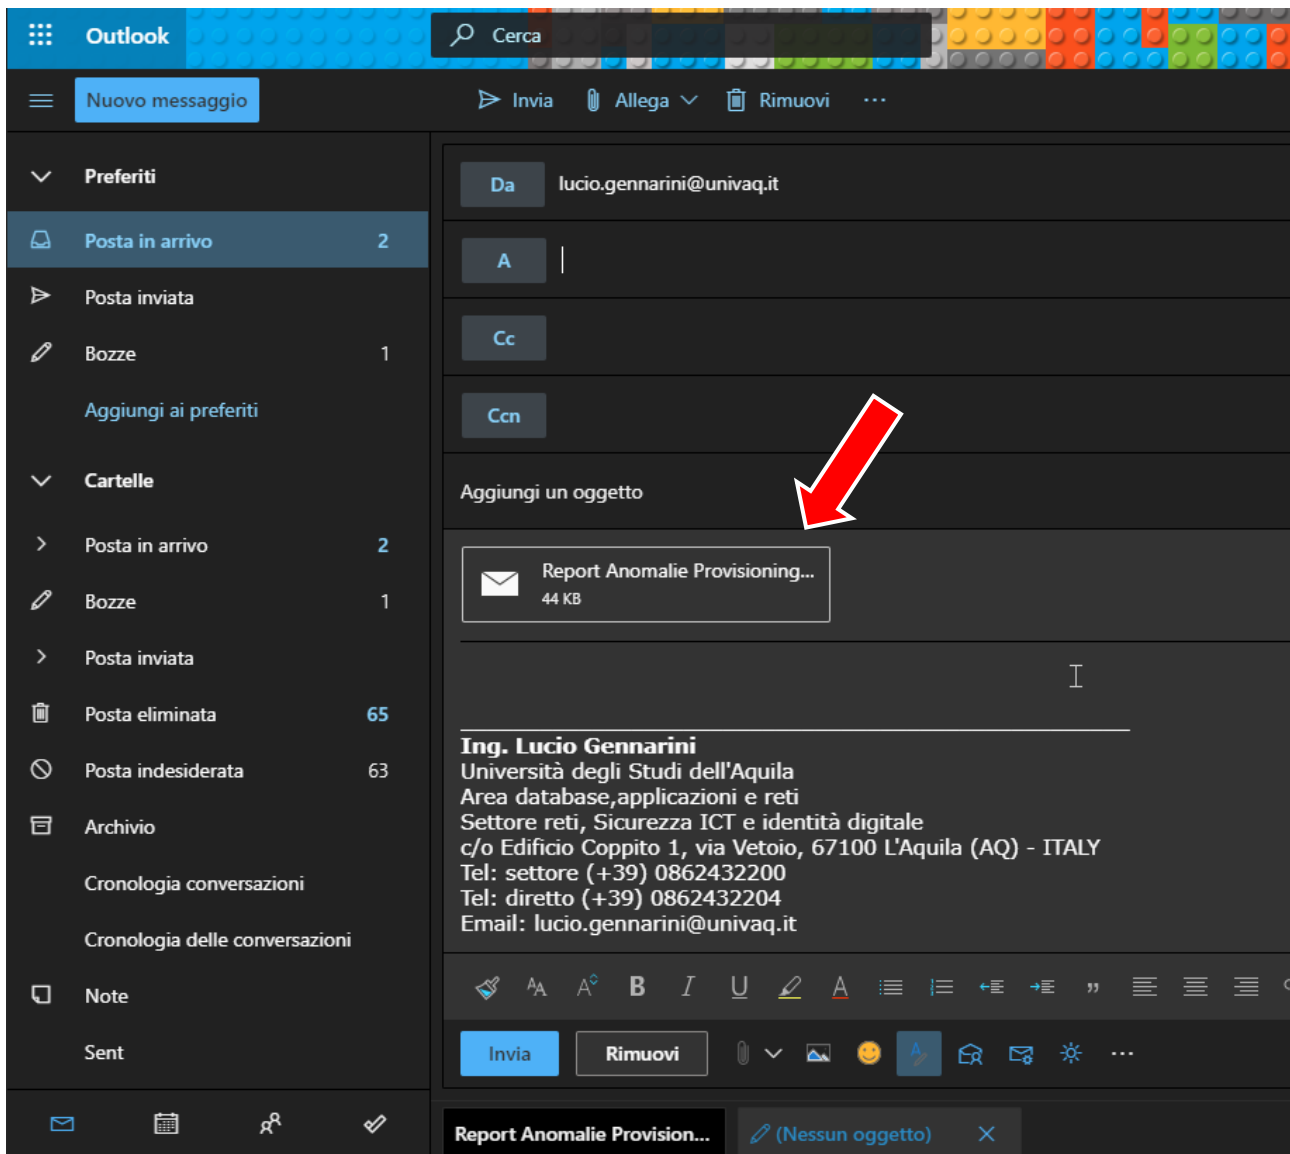 Outlook
Cerca
Nuovo messaggio
Invia
Allega
Rimuovi
Preferiti
Posta in arrivo 2
Posta inviata
Bozze 1
Aggiungi ai preferiti
Cartelle
Posta in arrivo 2
Bozze 1
Posta inviata
Posta eliminata 65
Posta indesiderata 63
Archivio
Cronologia conversazioni
Cronologia delle conversazioni
Note
Sent
Da lucio.gennarini@univaq.it
A
Cc
Ccn
Aggiungi un oggetto
Report Anomalie Provisioning...
44 KB
Ing. Lucio Gennarini
Università degli Studi dell'Aquila
Area database,applicazioni e reti
Settore reti, Sicurezza ICT e identità digitale
c/o Edificio Coppito 1, via Vetoio, 67100 L'Aquila (AQ) - ITALY
Tel: settore (+39) 0862432200
Tel: diretto (+39) 0862432204
Email: lucio.gennarini@univaq.it
Invia
Rimuovi
Report Anomalie Provision...
(Nessun oggetto)